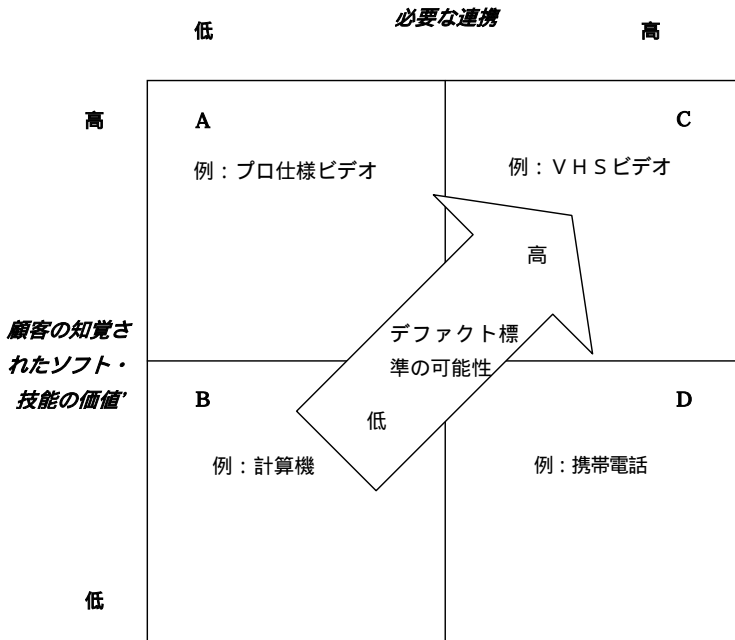 必要な連携
低
高
高
A
C
例：プロ仕様ビデオ
例：ＶＨＳビデオ
高
顧客の知覚さ
れたソフト・
技能の価値’
デファクト標
準の可能性
B
D
低
例：計算機
例：携帯電話
低